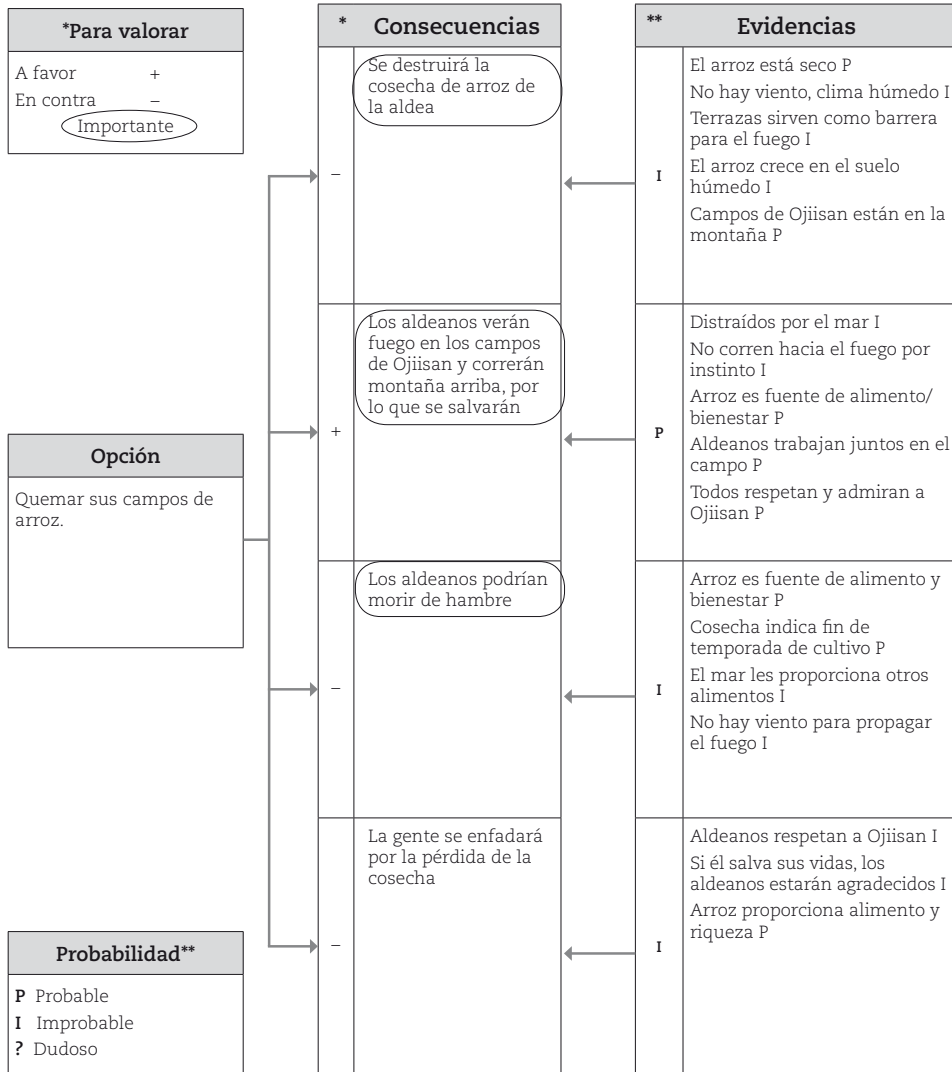 *Para valorar
A favor +
En contra –
Importante
Opción
Quemar sus campos de
arroz.
Probabilidad**
P Probable
I Improbable
? Dudoso
* Consecuencias
Se destruirá la
cosecha de arroz de
la aldea
–
Los aldeanos verán
fuego en los campos
de Ojiisan y correrán
montaña arriba, por
lo que se salvarán
+
Los aldeanos podrían
morir de hambre
–
La gente se enfadará
por la pérdida de la
cosecha
–
** Evidencias
El arroz está seco P
No hay viento, clima húmedo I
Terrazas sirven como barrera
para el fuego I
El arroz crece en el suelo
húmedo I
Campos de Ojiisan están en la
montaña P
I
Distraídos por el mar I
No corren hacia el fuego por
instinto I
Arroz es fuente de alimento/
bienestar P
Aldeanos trabajan juntos en el
campo P
Todos respetan y admiran a
Ojiisan P
P
Arroz es fuente de alimento y
bienestar P
Cosecha indica fin de
temporada de cultivo P
El mar les proporciona otros
alimentos I
No hay viento para propagar
el fuego I
I
Aldeanos respetan a Ojiisan I
Si él salva sus vidas, los
aldeanos estarán agradecidos I
Arroz proporciona alimento y
riqueza P
I